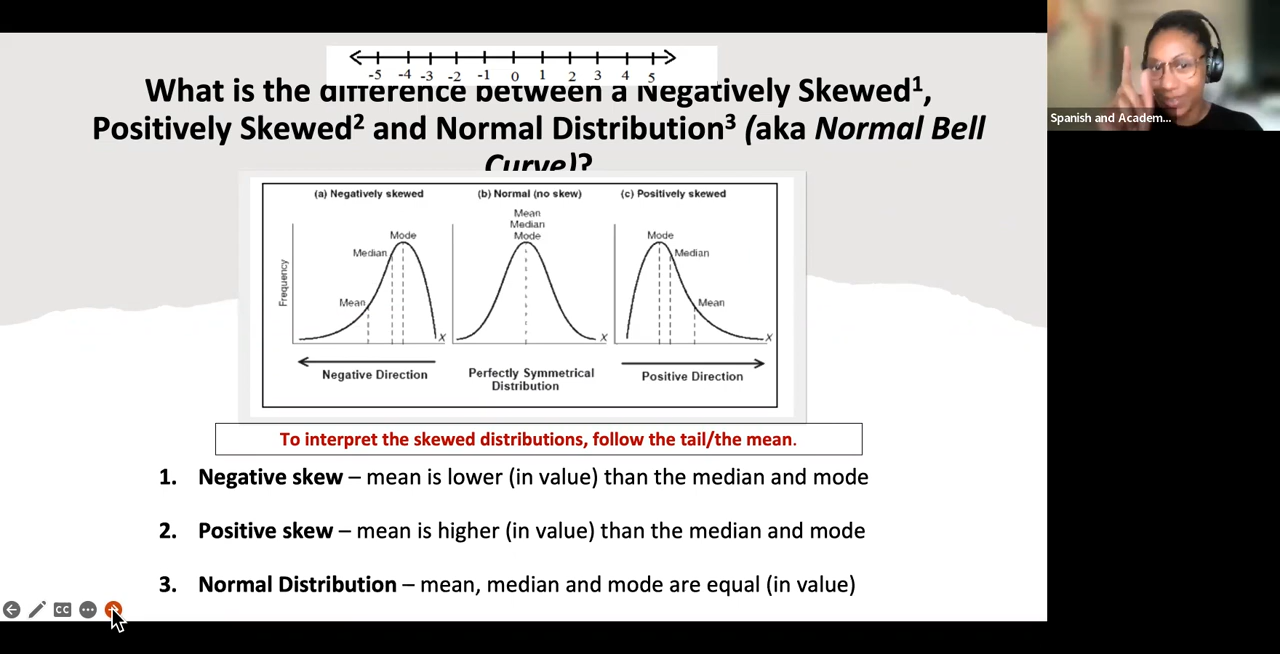 -5 -4 -3 -2 -1 0 1 2 3 4 5
What is the difference between a Negatively Skewed¹,
Positively Skewed² and Normal Distribution³ (aka Normal Bell
Curve)?
(a) Negatively skewed (b) Normal (no skew) (c) Positively skewed
Mean
Median
Mode Mode Mode
Median Median
Frequency
Mean Mean
X X X
Negative Direction Perfectly Symmetrical Distribution Positive Direction
To interpret the skewed distributions, follow the tail/the mean.
1. Negative skew – mean is lower (in value) than the median and mode
2. Positive skew – mean is higher (in value) than the median and mode
3. Normal Distribution – mean, median and mode are equal (in value)
CC
Spanish and Academ...